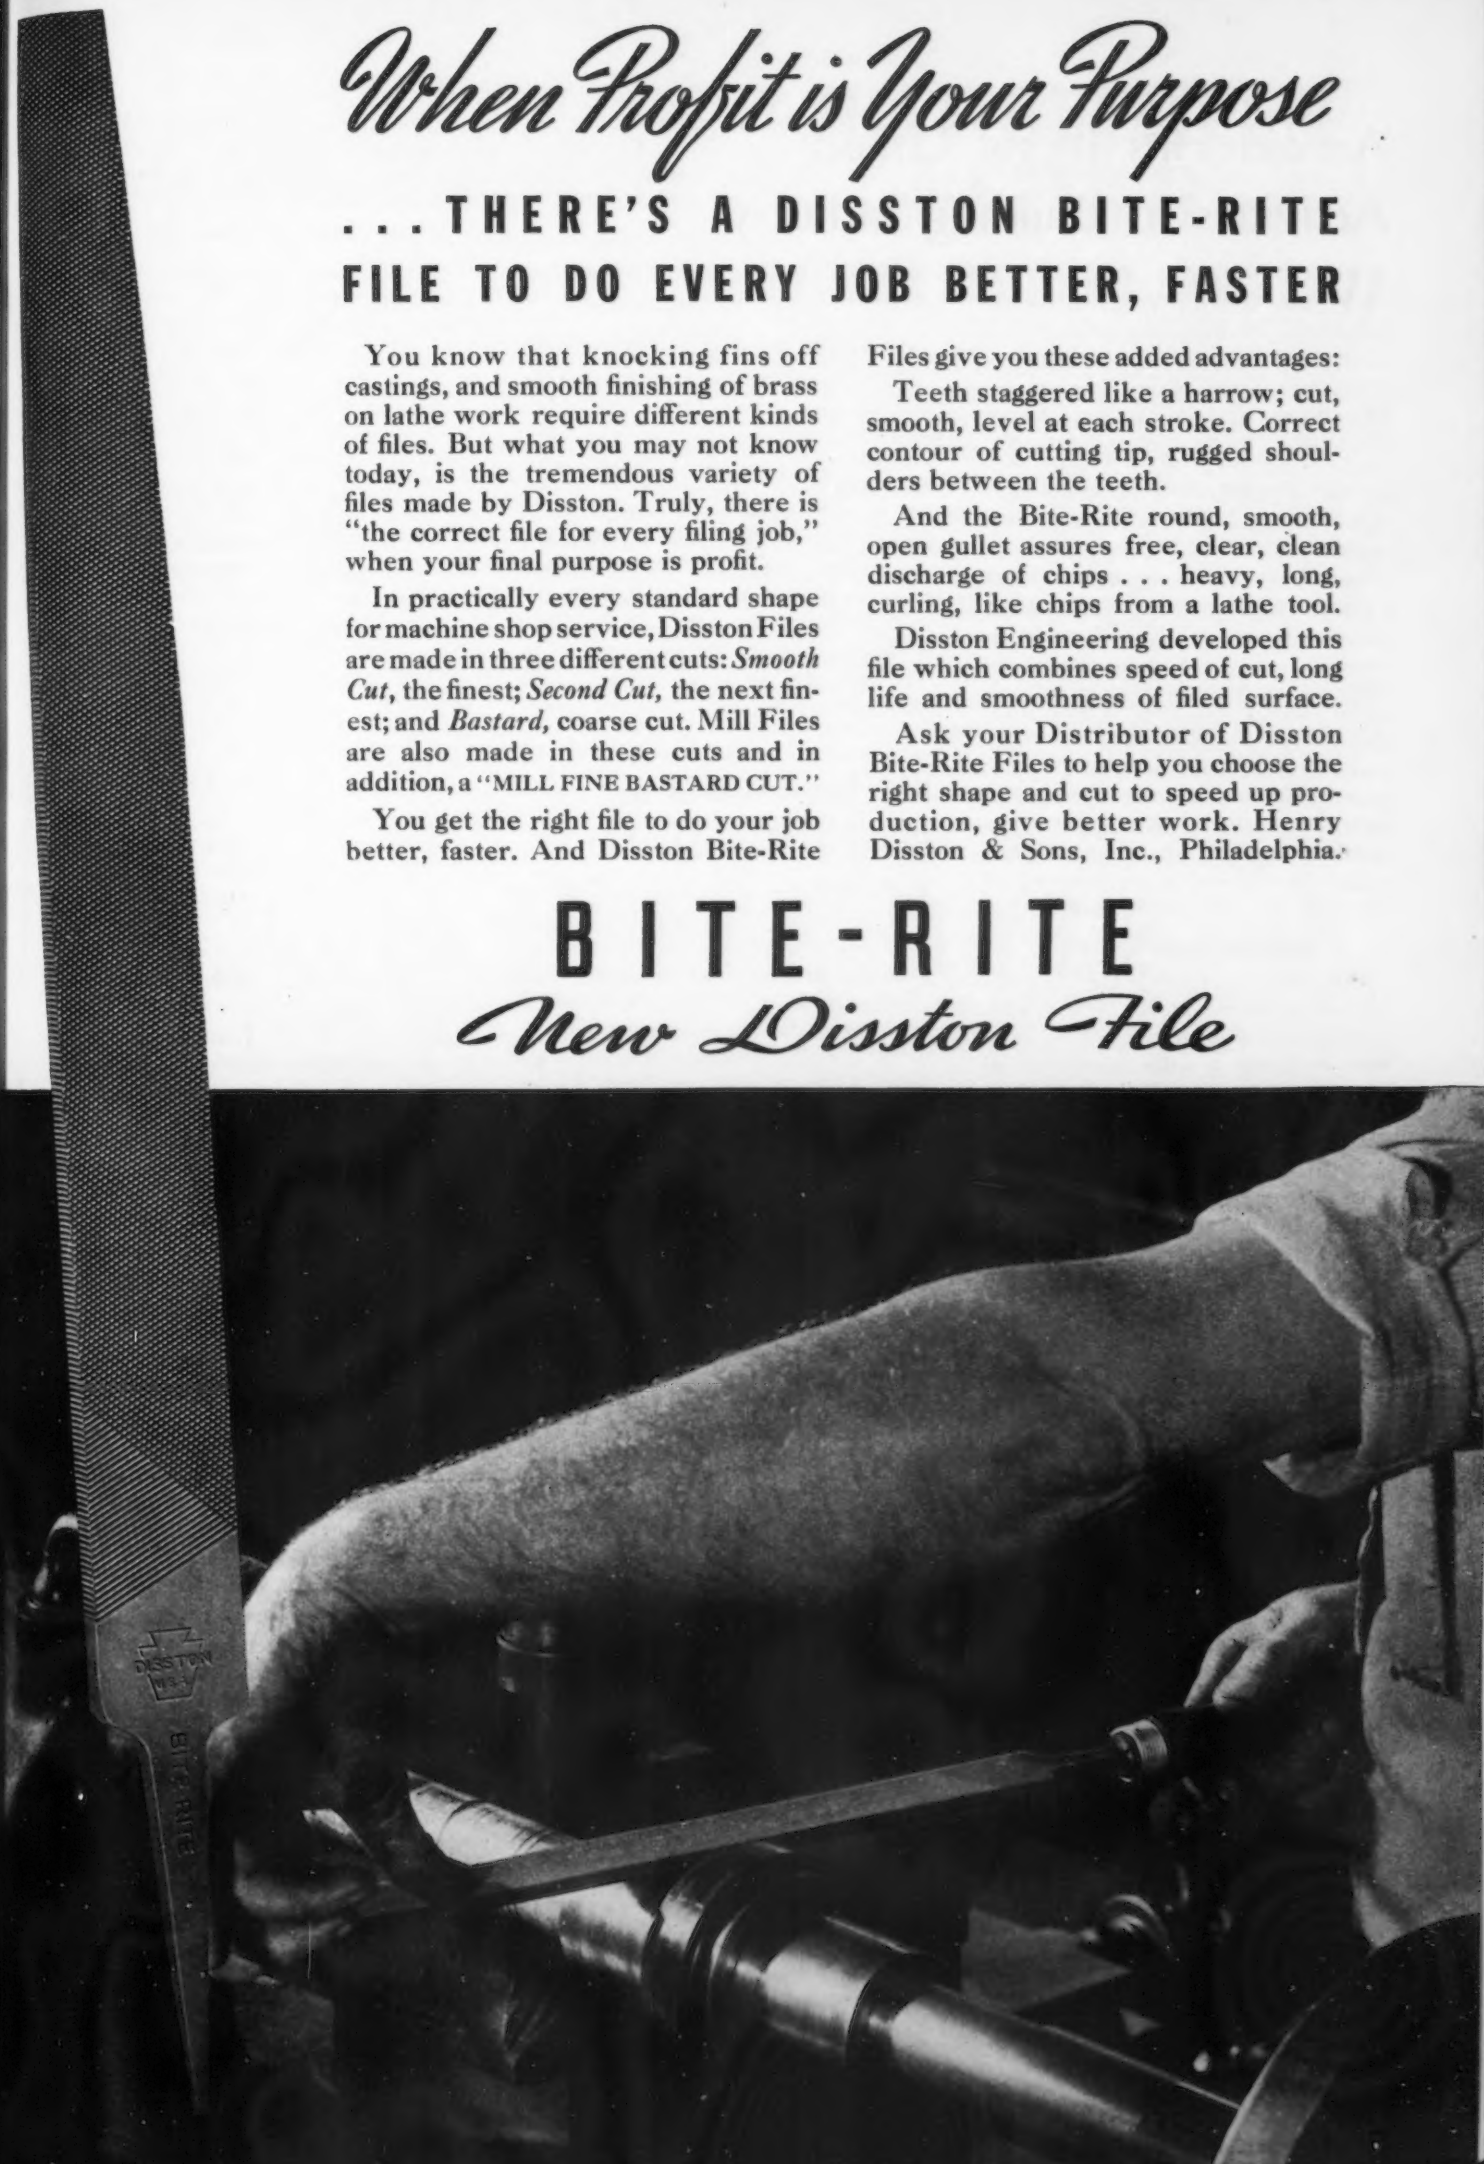 When Profit is Your Purpose
...THERE'S A DISSTON BITE-RITE
FILE TO DO EVERY JOB BETTER, FASTER
You know that knocking fins off
castings, and smooth finishing of brass
on lathe work require different kinds
of files. But what you may not know
today, is the tremendous variety of
files made by Disston. Truly, there is
“the correct file for every filing job,”
when your final purpose is profit.
In practically every standard shape
for machine shop service, Disston Files
are made in three different cuts: Smooth
Cut, the finest; Second Cut, the next fin-
est; and Bastard, coarse cut. Mill Files
are also made in these cuts and in
addition, a “MILL FINE BASTARD CUT.”
You get the right file to do your job
better, faster. And Disston Bite-Rite
Files give you these added advantages:
Teeth staggered like a harrow; cut,
smooth, level at each stroke. Correct
contour of cutting tip, rugged shoul-
ders between the teeth.
And the Bite-Rite round, smooth,
open gullet assures free, clear, clean
discharge of chips . . . heavy, long,
curling, like chips from a lathe tool.
Disston Engineering developed this
file which combines speed of cut, long
life and smoothness of filed surface.
Ask your Distributor of Disston
Bite-Rite Files to help you choose the
right shape and cut to speed up pro-
duction, give better work. Henry
Disston & Sons, Inc., Philadelphia.
BITE-RITE
New Disston File
DISSTON
U.S.A.
BITE-RITE